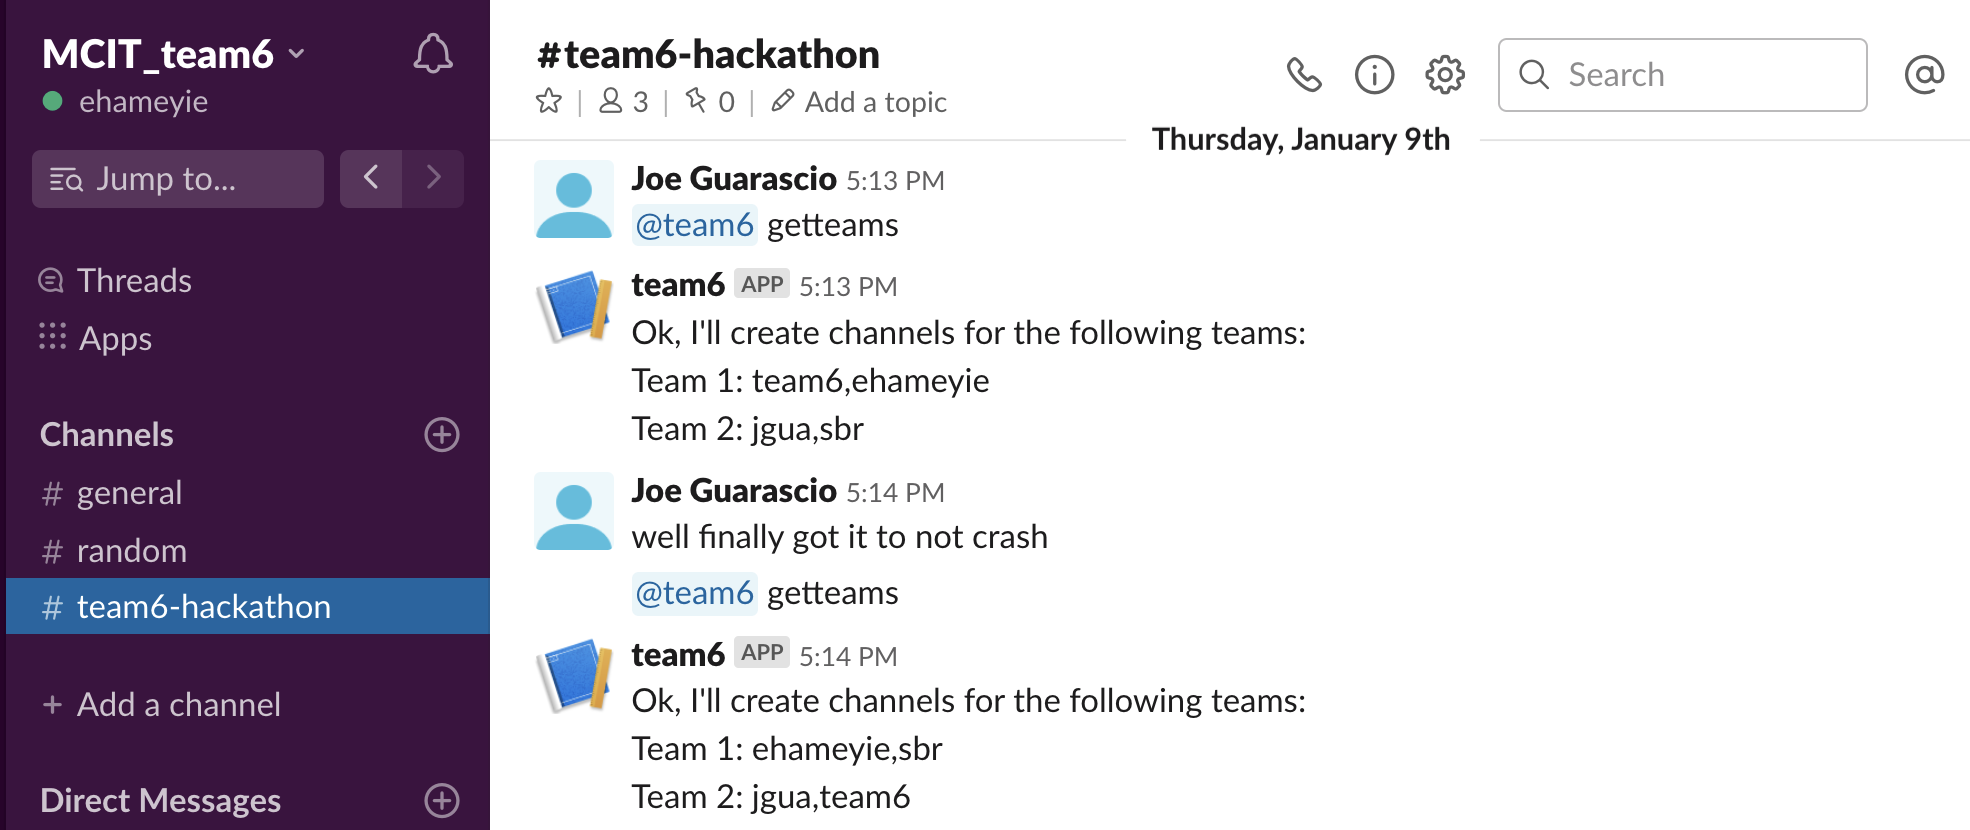 MCIT_team6
ehameyie
Jump to...
Threads
Apps
Channels
# general
# random
# team6-hackathon
+ Add a channel
Direct Messages
#team6-hackathon
3 | 0 | Add a topic
Search
Thursday, January 9th
Joe Guarascio 5:13 PM
@team6 getteams
team6 APP 5:13 PM
Ok, I'll create channels for the following teams:
Team 1: team6,ehameyie
Team 2: jgua,sbr
Joe Guarascio 5:14 PM
well finally got it to not crash
@team6 getteams
team6 APP 5:14 PM
Ok, I'll create channels for the following teams:
Team 1: ehameyie,sbr
Team 2: jgua,team6